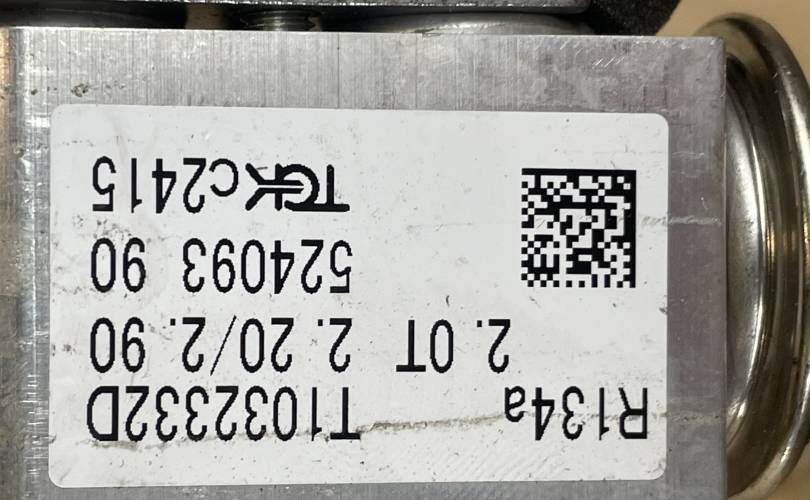 R134a T1032332D
2.0T 2.20/2.90
524093 90
TGK c2415